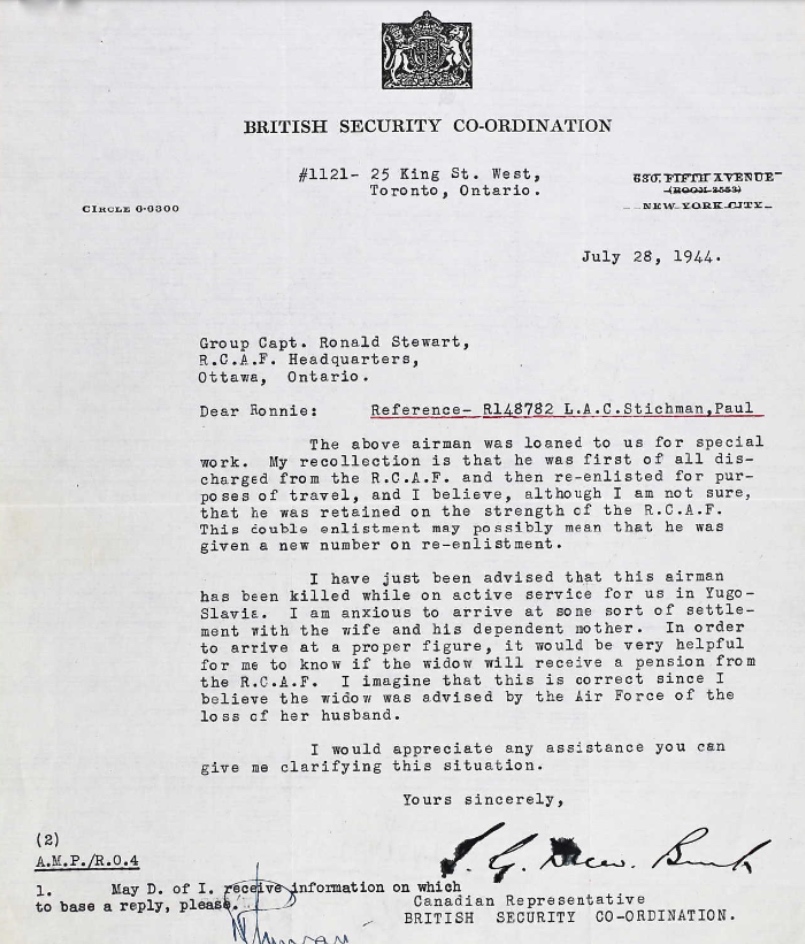 BRITISH SECURITY CO-ORDINATION
#1121- 25 King St. West,
Toronto, Ontario.
630, FIFTH AVENUE
(ROOM 3553)
NEW YORK CITY
CIRCLE 6-0300
July 28, 1944.
Group Capt. Ronald Stewart,
R.C.A.F. Headquarters,
Ottawa, Ontario.
Dear Ronnie: Reference- R148782 L.A.C.Stichman,Paul
The above airman was loaned to us for special
work. My recollection is that he was first of all dis-
charged from the R.C.A.F. and then re-enlisted for pur-
poses of travel, and I believe, although I am not sure,
that he was retained on the strength of the R.C.A.F.
This double enlistment may possibly mean that he was
given a new number on re-enlistment.
I have just been advised that this airman
has been killed while on active service for us in Yugo-
Slavia. I am anxious to arrive at some sort of settle-
ment with the wife and his dependent mother. In order
to arrive at a proper figure, it would be very helpful
for me to know if the widow will receive a pension from
the R.C.A.F. I imagine that this is correct since I
believe the widow was advised by the Air Force of the
loss of her husband.
I would appreciate any assistance you can
give me clarifying this situation.
Yours sincerely,
(2)
A.M.P./R.O.4
1. May D. of I. receive information on which
to base a reply, please.
Canadian Representative
BRITISH SECURITY CO-ORDINATION.